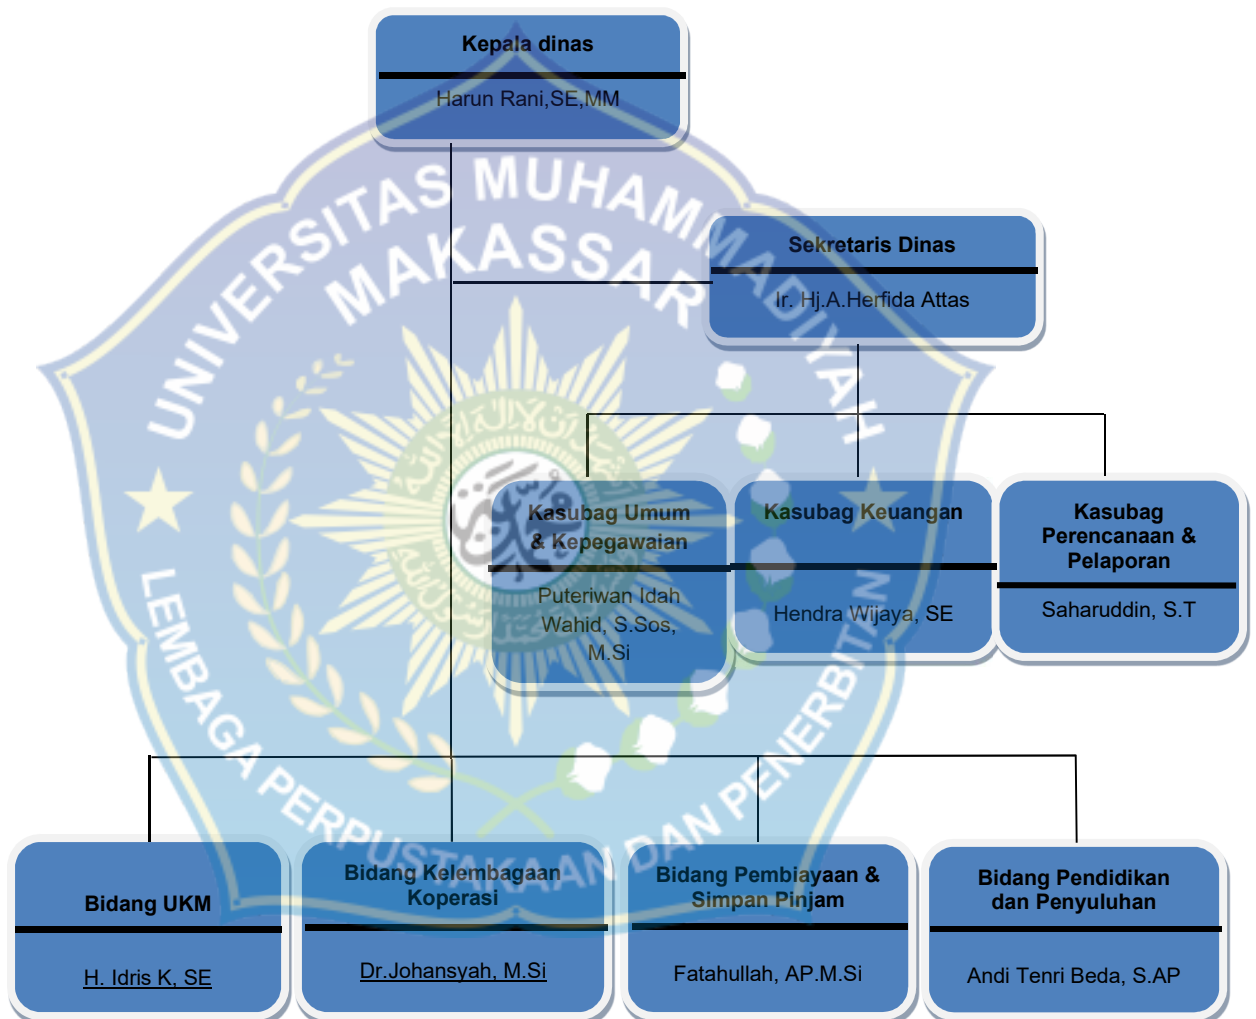 Kepala dinas
Harun Rani,SE,MM
UNIVERSITAS MUHAMMADIYAH
MAKASSAR
Sekretaris Dinas
Ir. Hj.A.Herfida Attas
Kasubag Umum
& Kepegawaian
Puteriwan Idah
Wahid, S.Sos,
M.Si
Kasubag Keuangan
Hendra Wijaya, SE
Kasubag
Perencanaan &
Pelaporan
Saharuddin, S.T
LEMBAGA PERPUSTAKAAN DAN PENERBITAN
Bidang UKM
H. Idris K, SE
Bidang Kelembagaan
Koperasi
Dr.Johansyah, M.Si
Bidang Pembiayaan &
Simpan Pinjam
Fatahullah, AP.M.Si
Bidang Pendidikan
dan Penyuluhan
Andi Tenri Beda, S.AP